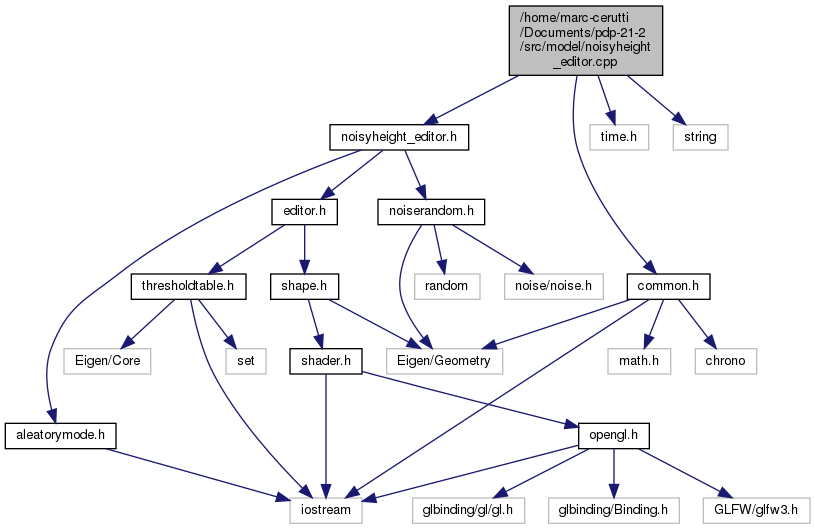 /home/marc-cerutti
/Documents/pdp-21-2
/src/model/noisyheight
_editor.cpp
noisyheight_editor.h
time.h
string
editor.h
noiserandom.h
thresholdtable.h
shape.h
random
noise/noise.h
common.h
Eigen/Core
set
shader.h
Eigen/Geometry
math.h
chrono
aleatorymode.h
opengl.h
iostream
glbinding/gl/gl.h
glbinding/Binding.h
GLFW/glfw3.h